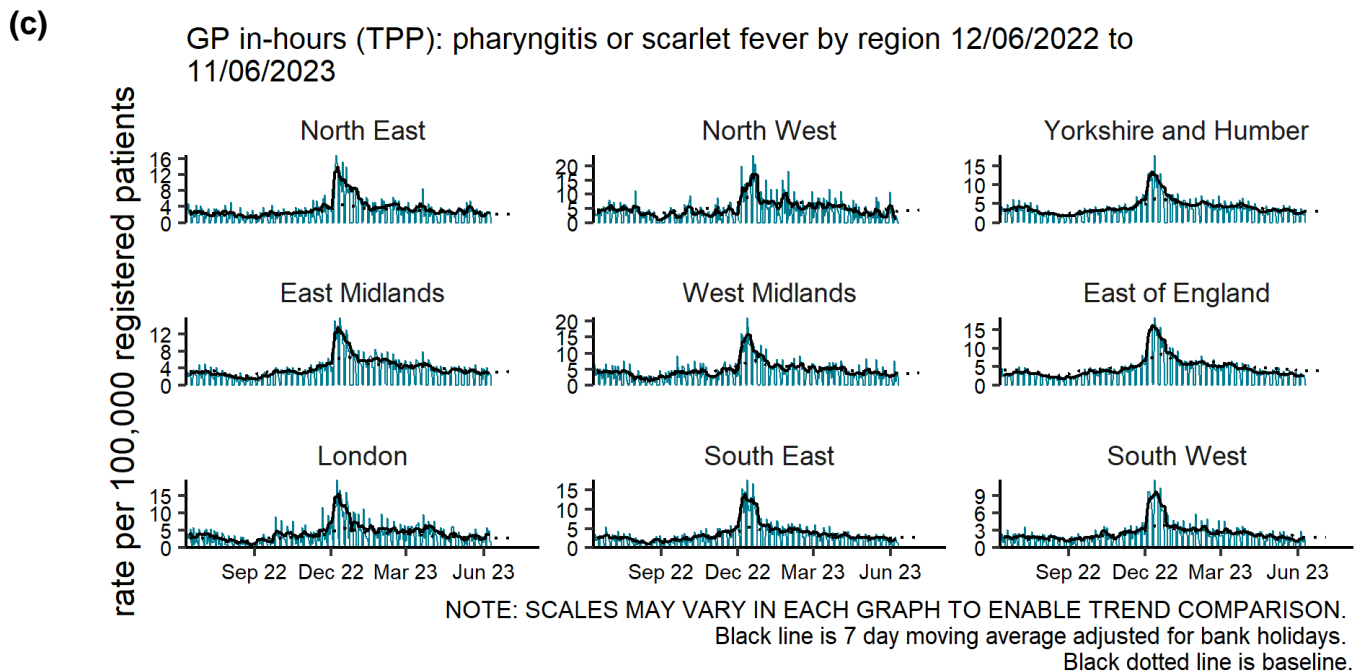 (c)
GP in-hours (TPP): pharyngitis or scarlet fever by region 12/06/2022 to
11/06/2023
rate per 100,000 registered patients
North East
16
12
8
4
0
North West
20
15
10
5
0
Yorkshire and Humber
15
10
5
0
East Midlands
12
8
4
0
West Midlands
20
15
10
5
0
East of England
15
10
5
0
London
15
10
5
0
South East
15
10
5
0
South West
9
6
3
0
Sep 22 Dec 22 Mar 23 Jun 23
Sep 22 Dec 22 Mar 23 Jun 23
Sep 22 Dec 22 Mar 23 Jun 23
NOTE: SCALES MAY VARY IN EACH GRAPH TO ENABLE TREND COMPARISON.
Black line is 7 day moving average adjusted for bank holidays.
Black dotted line is baseline.